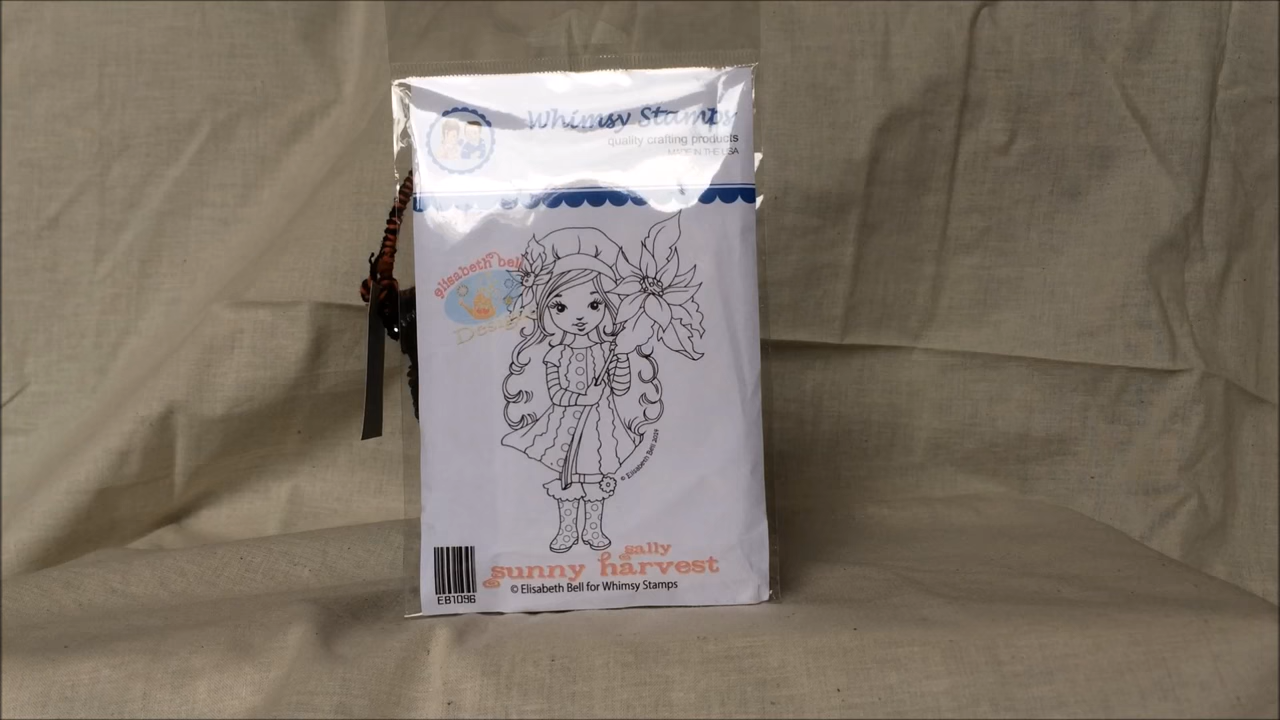 Whimsy Stamps
quality crafting products
MADE IN THE USA
elisabeth bell
Designs
© Elisabeth Bell 2021
sally
sunny harvest
© Elisabeth Bell for Whimsy Stamps
EB1096